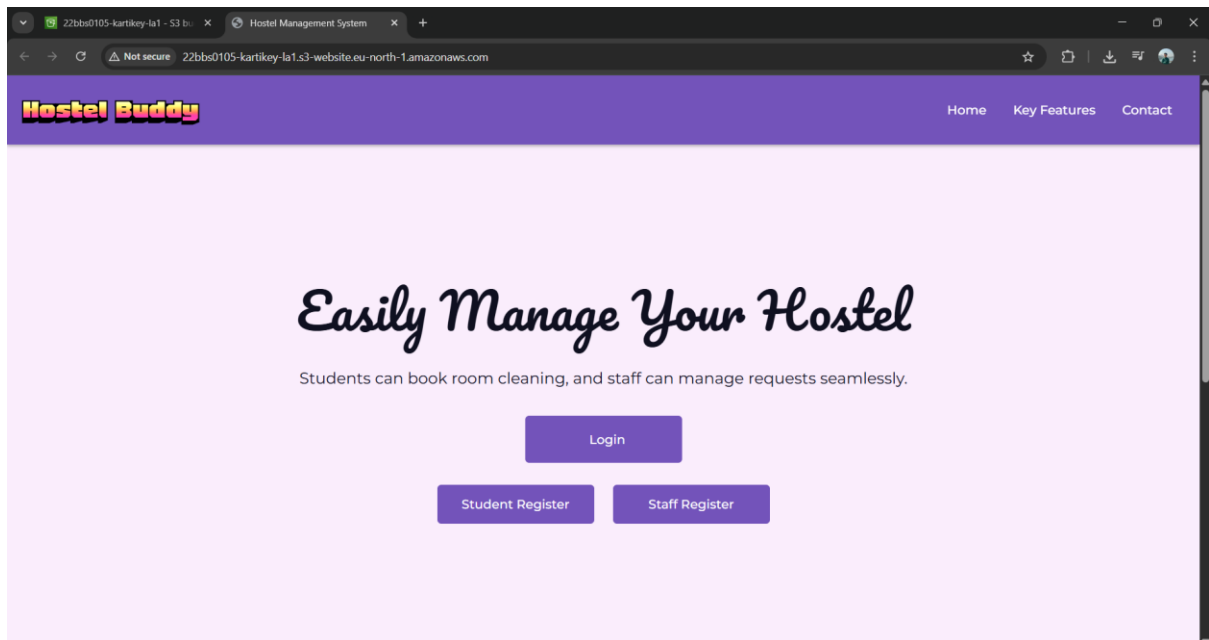 22bbs0105-kartikey-la1 - S3 bu
Hostel Management System
Not secure 22bbs0105-kartikey-la1.s3-website.eu-north-1.amazonaws.com
Hostel Buddy
Home Key Features Contact
Easily Manage Your Hostel
Students can book room cleaning, and staff can manage requests seamlessly.
Login
Student Register Staff Register